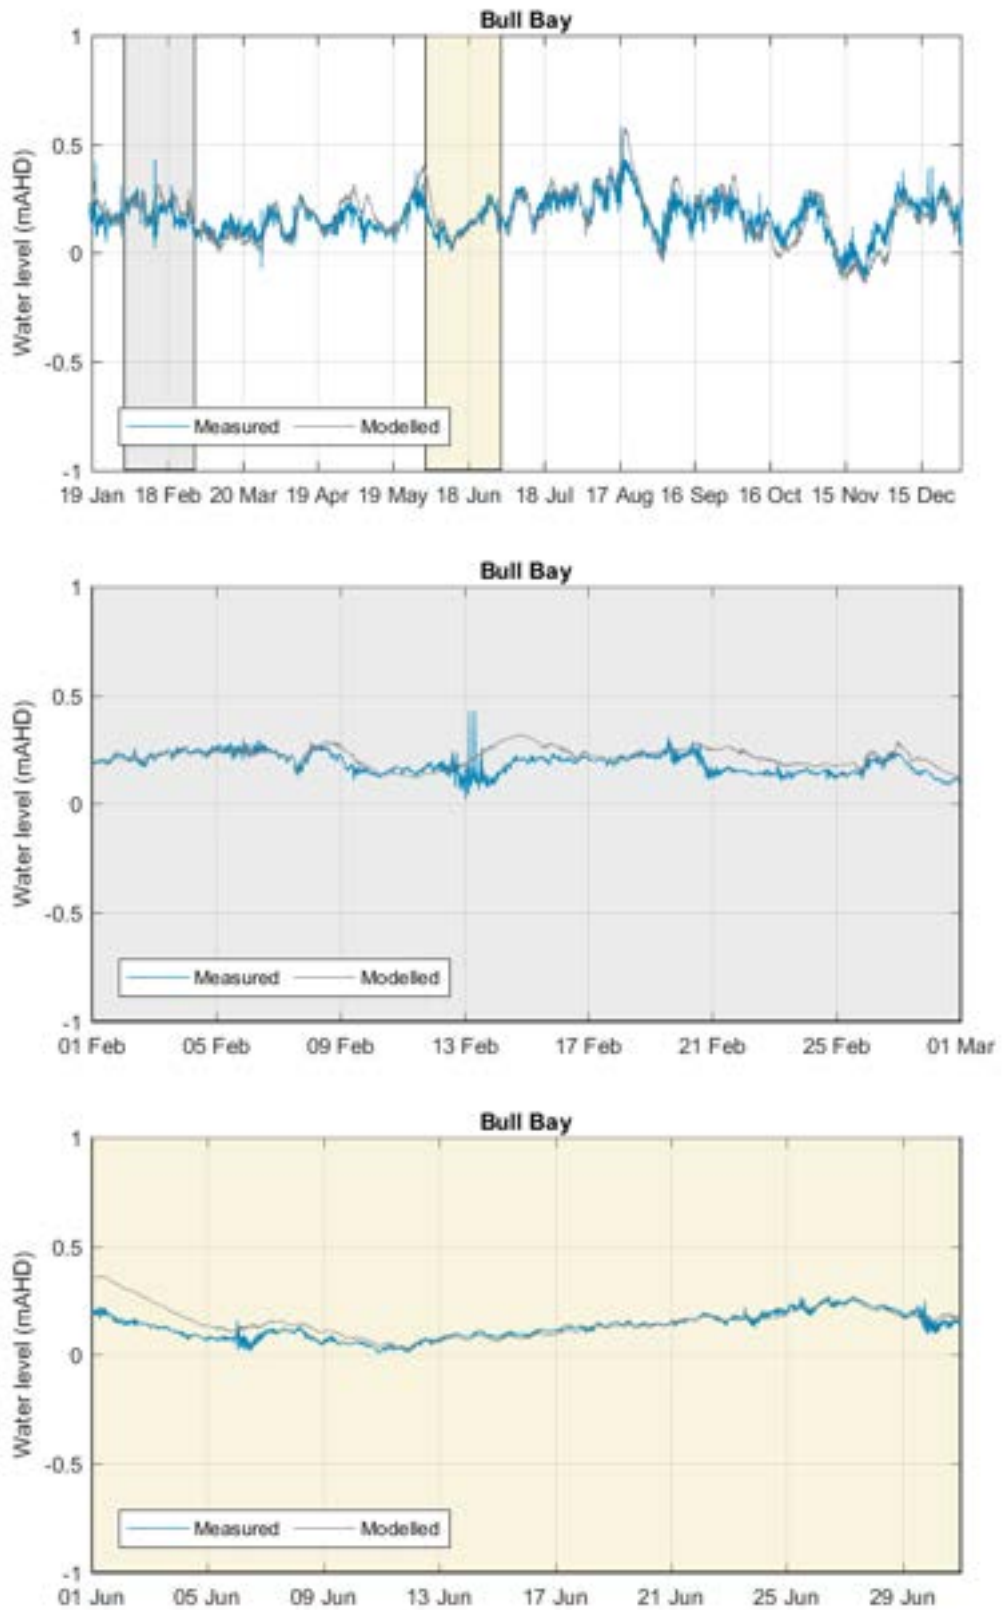 Bull Bay
1
0.5
0
-0.5
-1
Water level (mAHD)
Measured Modelled
19 Jan 18 Feb 20 Mar 19 Apr 19 May 18 Jun 18 Jul 17 Aug 16 Sep 16 Oct 15 Nov 15 Dec
Bull Bay
1
0.5
0
-0.5
-1
Water level (mAHD)
Measured Modelled
01 Feb 05 Feb 09 Feb 13 Feb 17 Feb 21 Feb 25 Feb 01 Mar
Bull Bay
1
0.5
0
-0.5
-1
Water level (mAHD)
Measured Modelled
01 Jun 05 Jun 09 Jun 13 Jun 17 Jun 21 Jun 25 Jun 29 Jun